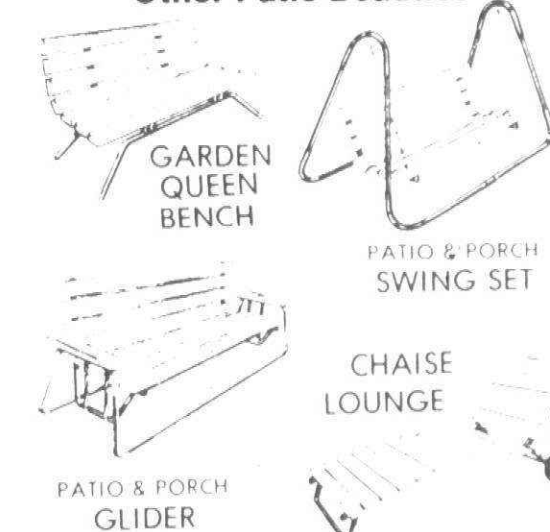 GARDEN
QUEEN
BENCH
PATIO & PORCH
SWING SET
CHAISE
LOUNGE
PATIO & PORCH
GLIDER